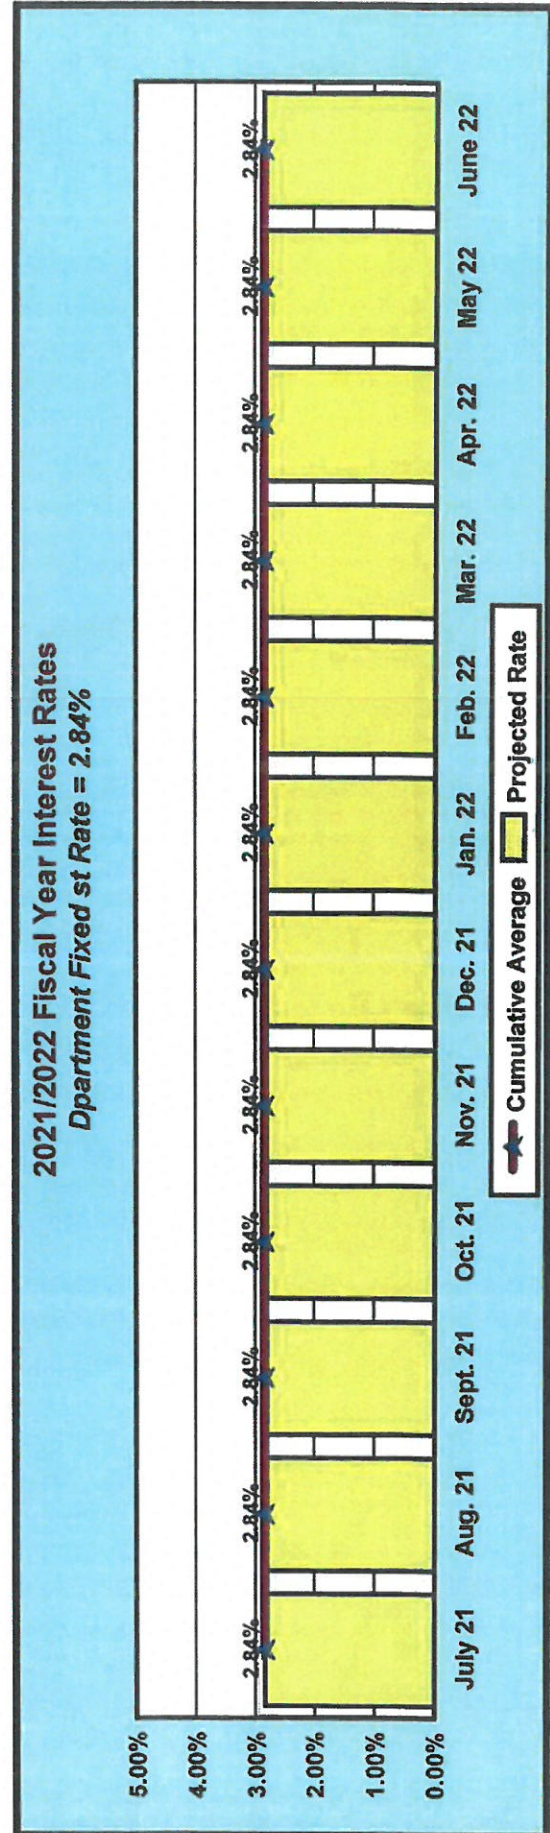 2021/2022 Fiscal Year Interest Rates
Dpartment Fixed st Rate = 2.84%
5.00%
4.00%
3.00%
2.00%
1.00%
0.00%
2.84% 2.84% 2.84% 2.84% 2.84% 2.84% 2.84% 2.84% 2.84% 2.84% 2.84% 2.84%
July 21 Aug. 21 Sept. 21 Oct. 21 Nov. 21 Dec. 21 Jan. 22 Feb. 22 Mar. 22 Apr. 22 May 22 June 22
Cumulative Average Projected Rate